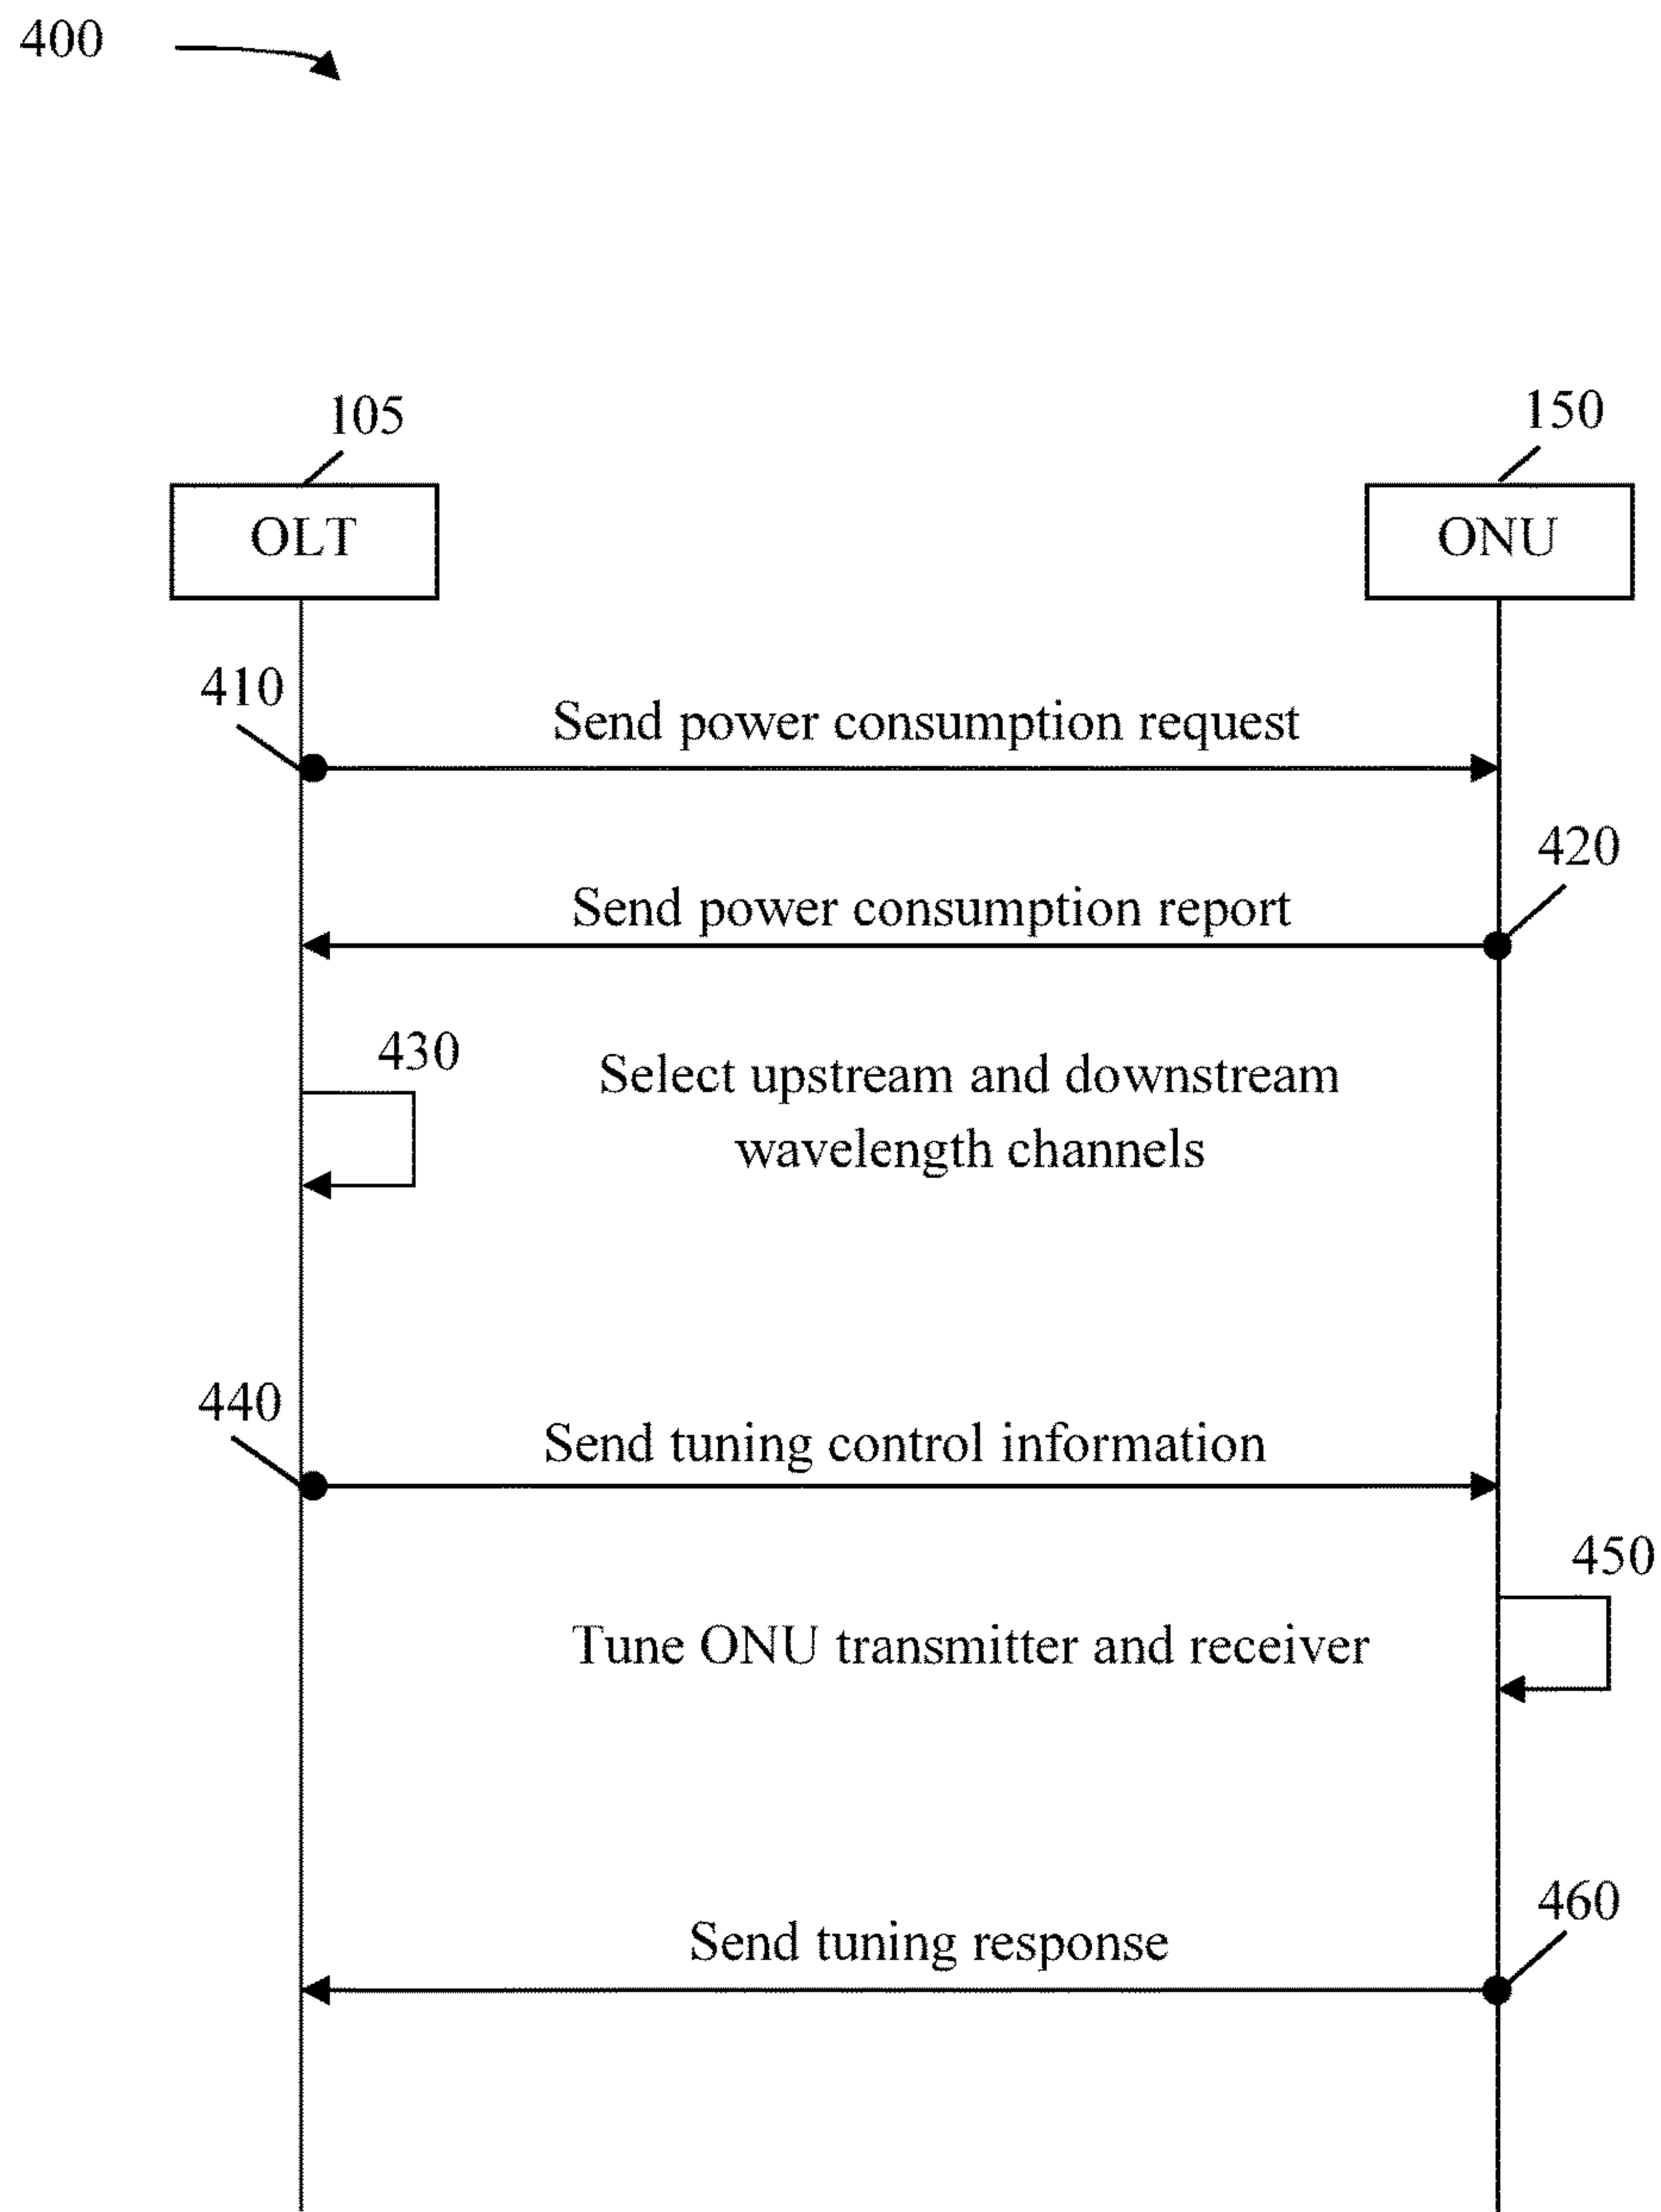 400
105
150
OLT
ONU
410
Send power consumption request
420
Send power consumption report
430
Select upstream and downstream
wavelength channels
440
Send tuning control information
450
Tune ONU transmitter and receiver
460
Send tuning response